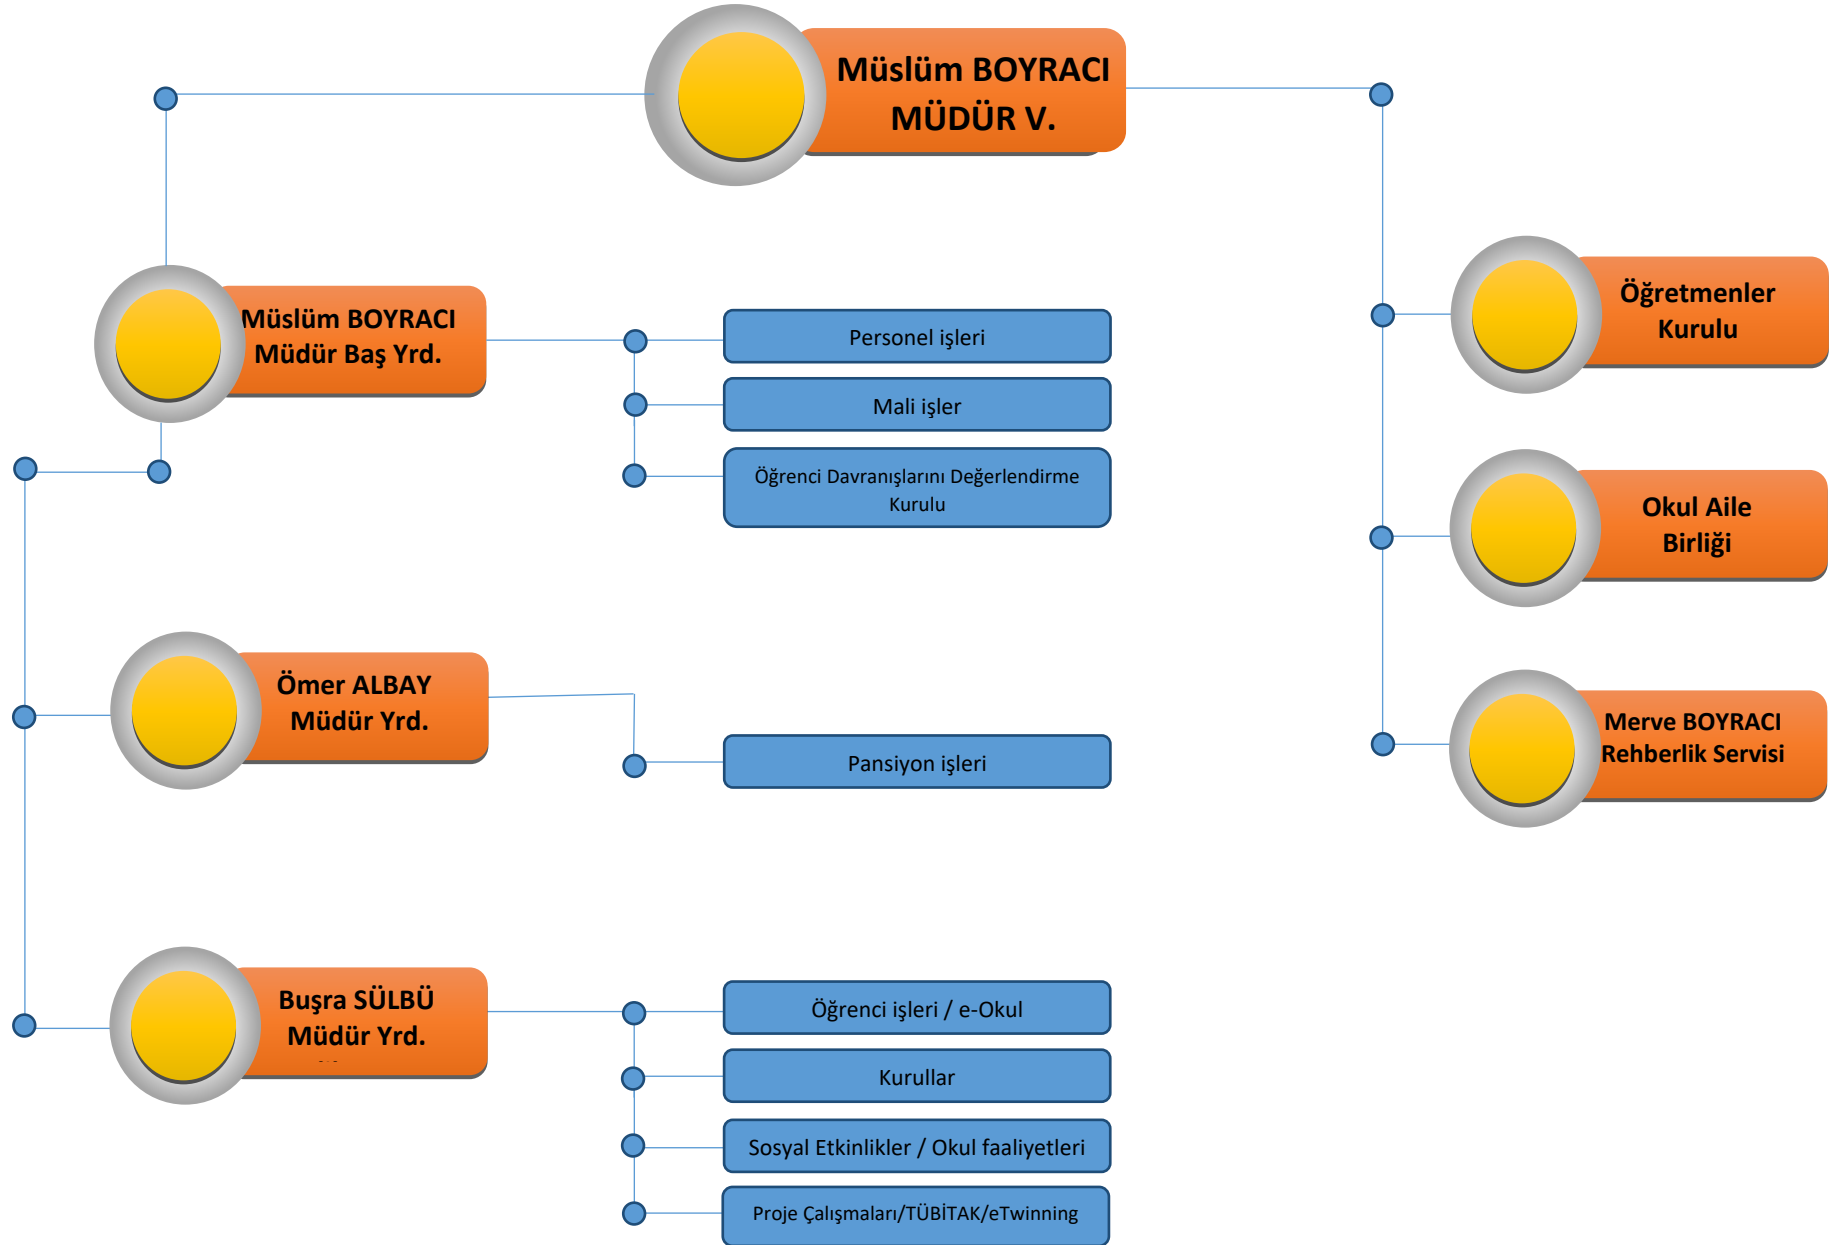 Müslüm BOYRACI
MÜDÜR V.
Müslüm BOYRACI
Müdür Baş Yrd.
Personel işleri
Mali işler
Öğrenci Davranışlarını Değerlendirme
Kurulu
Ömer ALBAY
Müdür Yrd.
Pansiyon işleri
Buşra SÜLBÜ
Müdür Yrd.
Öğrenci işleri / e-Okul
Kurullar
Sosyal Etkinlikler / Okul faaliyetleri
Proje Çalışmaları/TÜBİTAK/eTwinning
Öğretmenler
Kurulu
Okul Aile
Birliği
Merve BOYRACI
Rehberlik Servisi